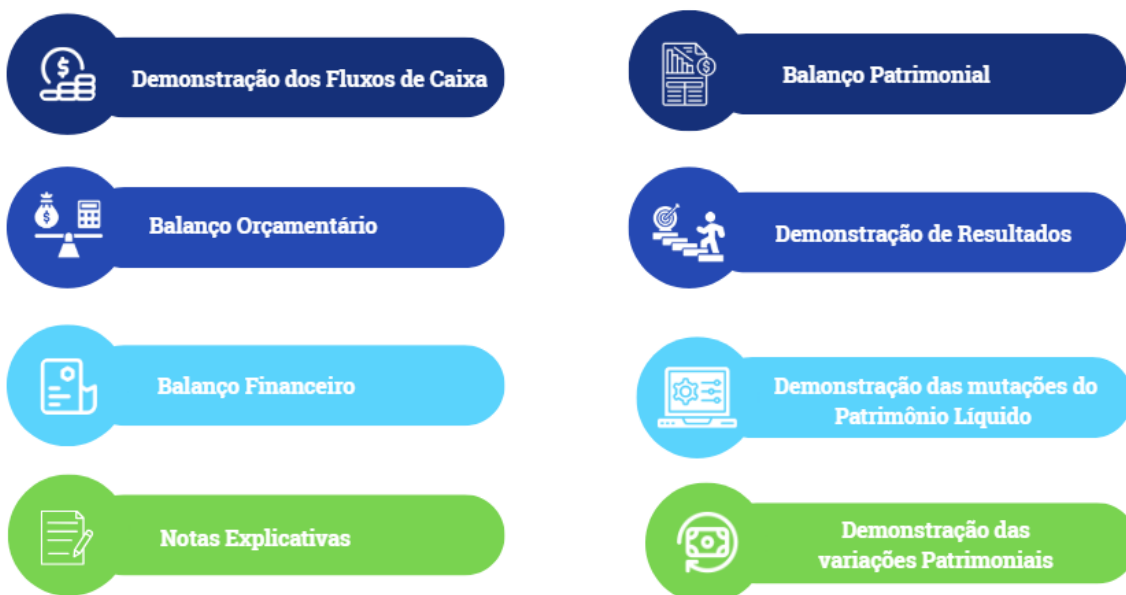 Demonstração dos Fluxos de Caixa
Balanço Patrimonial
Balanço Orçamentário
Demonstração de Resultados
Balanço Financeiro
Demonstração das mutações do
Patrimônio Líquido
Notas Explicativas
Demonstração das
variações Patrimoniais